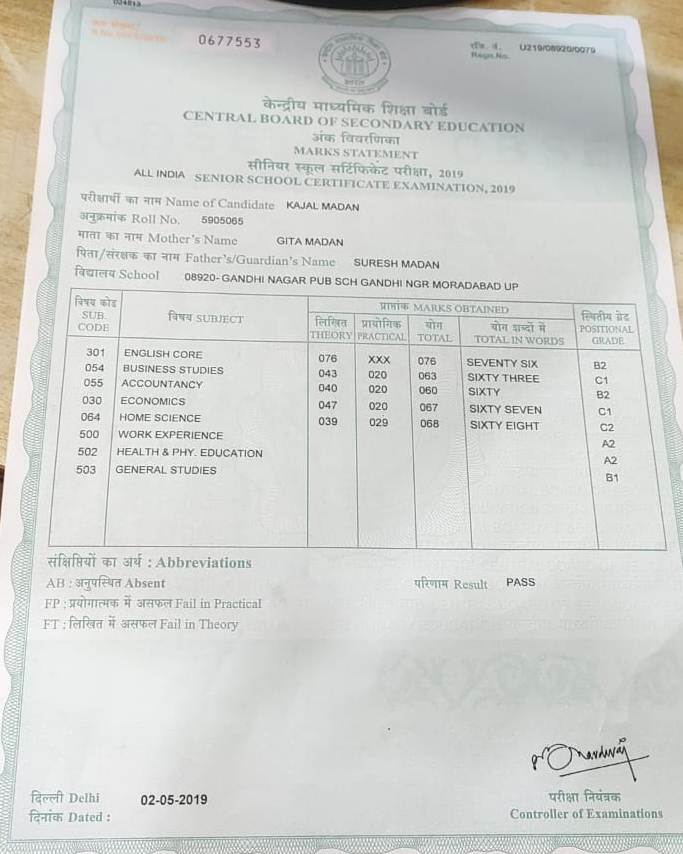 024813
0677553
रजि. नं. U219/08920/0079
Regn.No.
भारत
केन्द्रीय माध्यमिक शिक्षा बोर्ड
CENTRAL BOARD OF SECONDARY EDUCATION
अंक विवरणिका
MARKS STATEMENT
सीनियर स्कूल सर्टिफिकेट परीक्षा, 2019
ALL INDIA SENIOR SCHOOL CERTIFICATE EXAMINATION, 2019
परीक्षार्थी का नाम Name of Candidate KAJAL MADAN
अनुक्रमांक Roll No. 5905065
माता का नाम Mother's Name GITA MADAN
पिता/संरक्षक का नाम Father's/Guardian's Name SURESH MADAN
विद्यालय School 08920- GANDHI NAGAR PUB SCH GANDHI NGR MORADABAD UP
विषय कोड SUB. CODE
विषय SUBJECT
प्राप्तांक MARKS OBTAINED
लिखित THEORY
प्रायोगिक PRACTICAL
योग TOTAL
योग शब्दों में TOTAL IN WORDS
स्थितीय ग्रेड POSITIONAL GRADE
301 ENGLISH CORE 076 XXX 076 SEVENTY SIX B2
054 BUSINESS STUDIES 043 020 063 SIXTY THREE C1
055 ACCOUNTANCY 040 020 060 SIXTY B2
030 ECONOMICS 047 020 067 SIXTY SEVEN C1
064 HOME SCIENCE 039 029 068 SIXTY EIGHT C2
500 WORK EXPERIENCE A2
502 HEALTH & PHY. EDUCATION A2
503 GENERAL STUDIES B1
संक्षिप्तियों का अर्थ : Abbreviations
AB : अनुपस्थित Absent
परिणाम Result PASS
FP : प्रयोगात्मक में असफल Fail in Practical
FT : लिखित में असफल Fail in Theory
दिल्ली Delhi
दिनांक Dated : 02-05-2019
परीक्षा नियंत्रक
Controller of Examinations